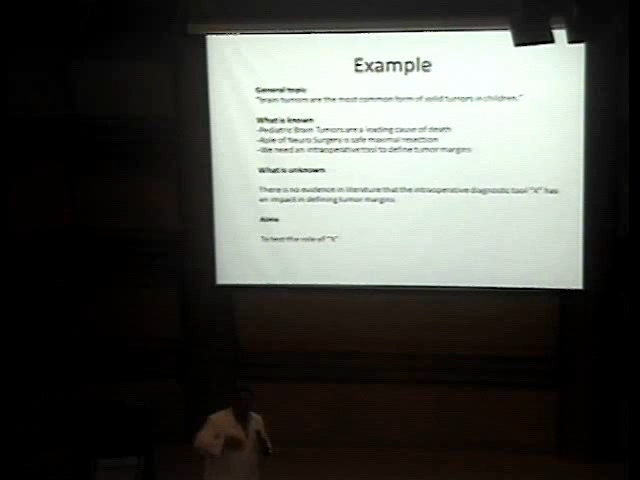 Example
General topic
"brain tumors are the most common form of solid tumors in children."
What is known
-Pediatric Brain Tumors are a leading cause of death
-Role of Neuro Surgery is safe maximal resection
-We need an intraoperative tool to define tumor margins
What is unknown
There is no evidence in literature that the intraoperative diagnostic tool "X" has
an impact in defining tumor margins
Aims
To test the role of "X"